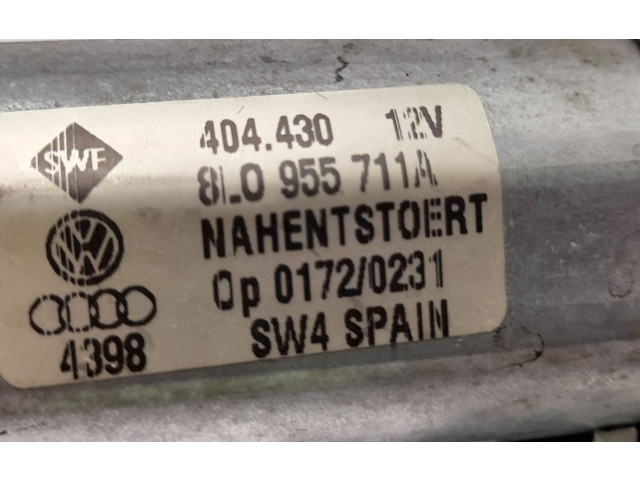 SWF
404.430 12V
8L0 955 711A
NAHENTSTOERT
Op 0172/0231
4398
SW4 SPAIN